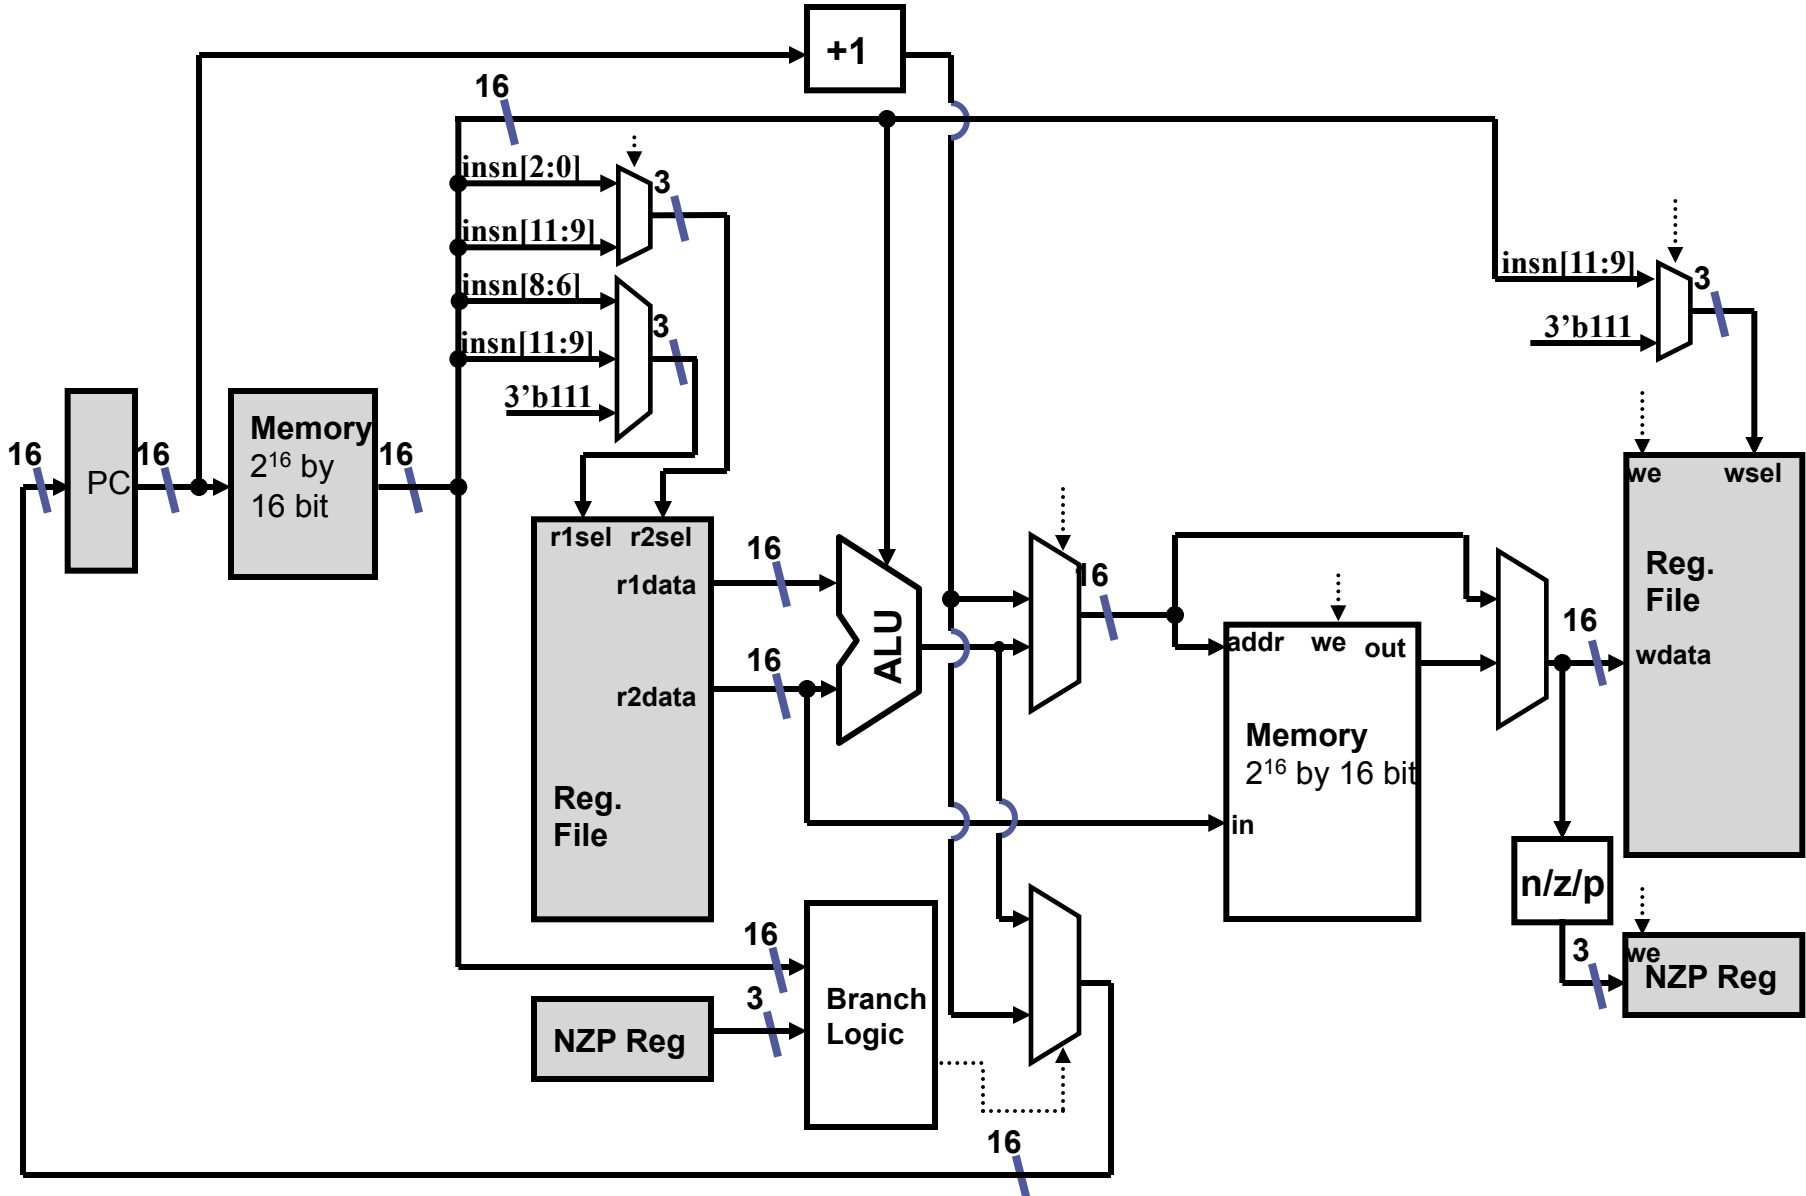 +1
16
insn[2:0]
3
insn[11:9]
insn[8:6]
3
insn[11:9]
3’b111
insn[11:9]
3
3’b111
16
PC
16
Memory
2¹⁶ by
16 bit
16
r1sel r2sel
r1data
r2data
Reg.
File
16
16
ALU
16
addr we out
Memory
2¹⁶ by 16 bit
in
we wsel
Reg.
File
16
wdata
n/z/p
3
we
NZP Reg
16
3
NZP Reg
Branch
Logic
16